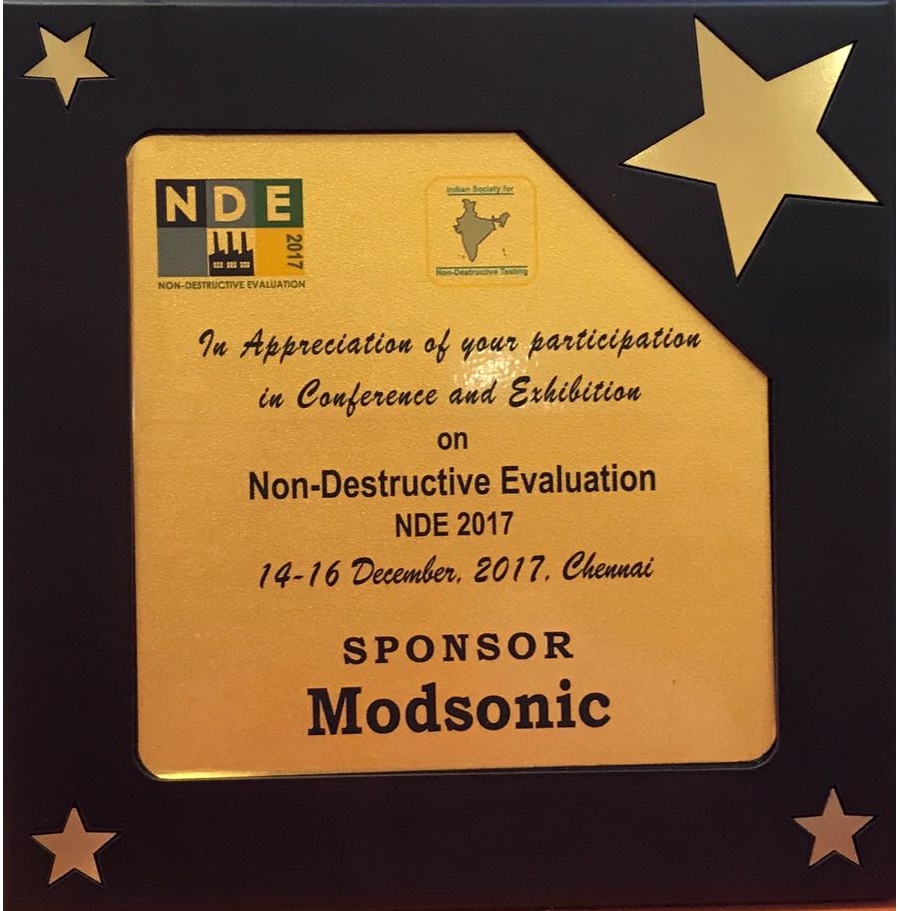 NDE
2017
NON-DESTRUCTIVE EVALUATION
Indian Society for
Non-Destructive Testing
In Appreciation of your participation
in Conference and Exhibition
on
Non-Destructive Evaluation
NDE 2017
14-16 December, 2017, Chennai
SPONSOR
Modsonic